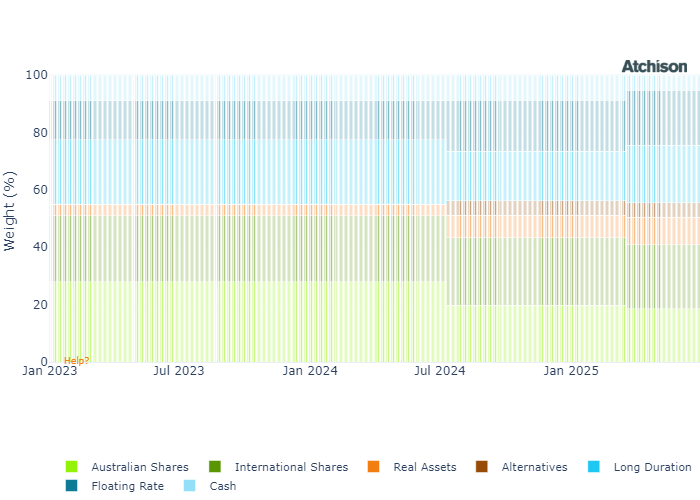 Atchison
100
80
60
40
20
0
Weight (%)
Help?
Jan 2023 Jul 2023 Jan 2024 Jul 2024 Jan 2025
Australian Shares International Shares Real Assets Alternatives Long Duration
Floating Rate Cash